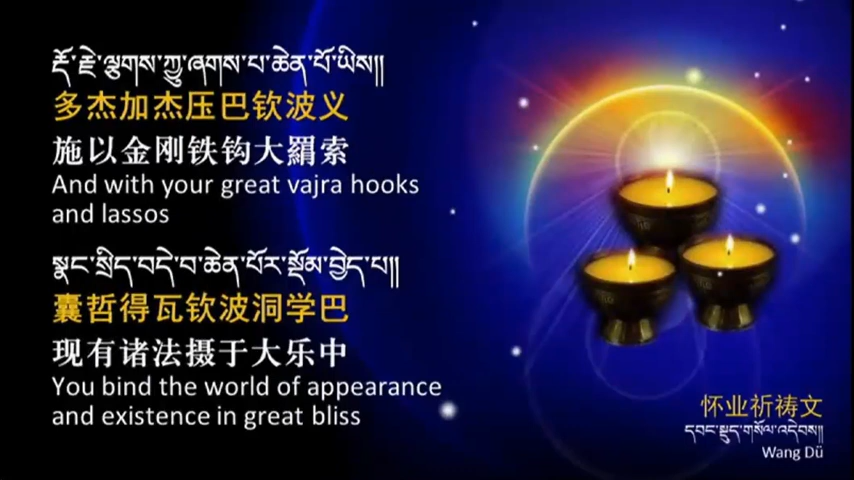 རྡོ་རྗེ་ལྕུགས་ཀྱུ་ཞགས་པ་ཆེན་པོ་ཡིས།།
多杰加杰压巴钦波义
施以金刚铁钩大羂索
And with your great vajra hooks
and lassos
སྣང་སྲིད་བདེ་བ་ཆེན་པོར་སྡོམ་བྱེད་པ།།
囊哲得瓦钦波洞学巴
现有诸法摄于大乐中
You bind the world of appearance
and existence in great bliss
怀业祈祷文
དབང་སྡུད་གསོལ་འདེབས།།
Wang Dü